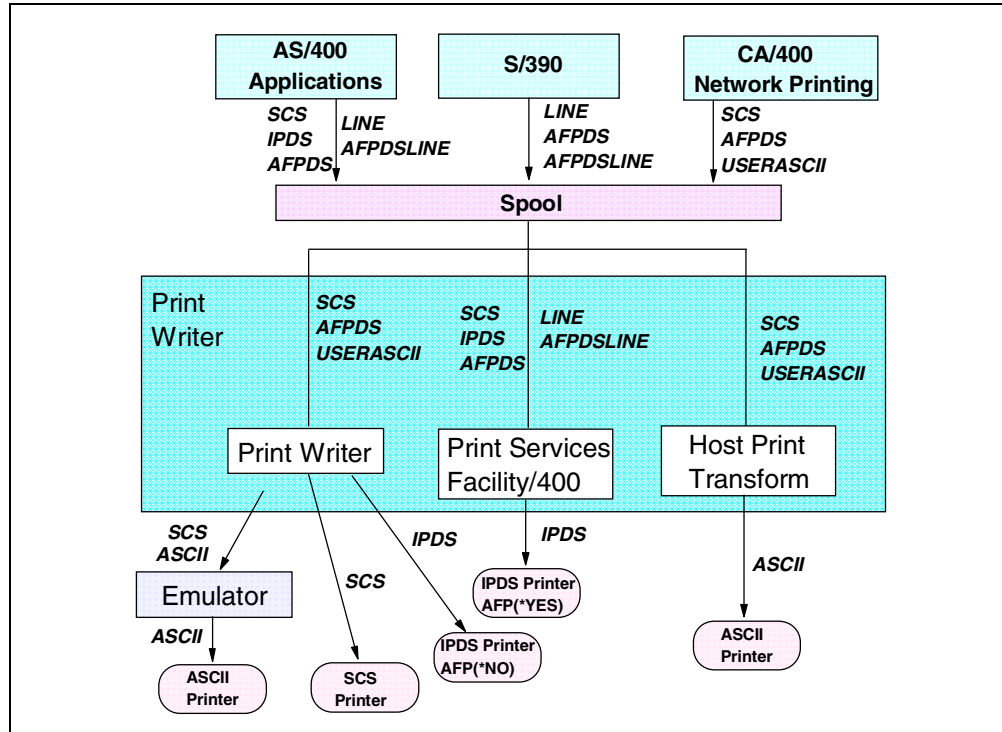 AS/400
Applications
S/390
CA/400
Network Printing
SCS
IPDS
AFPDS
LINE
AFPDSLINE
LINE
AFPDS
AFPDSLINE
SCS
AFPDS
USERASCII
Spool
Print
Writer
SCS
AFPDS
USERASCII
SCS
IPDS
AFPDS
LINE
AFPDSLINE
SCS
AFPDS
USERASCII
Print Writer
Print Services
Facility/400
Host Print
Transform
SCS
ASCII
SCS
IPDS
IPDS
ASCII
Emulator
ASCII
IPDS Printer
AFP(*YES)
ASCII
Printer
SCS
Printer
IPDS Printer
AFP(*NO)
ASCII
Printer